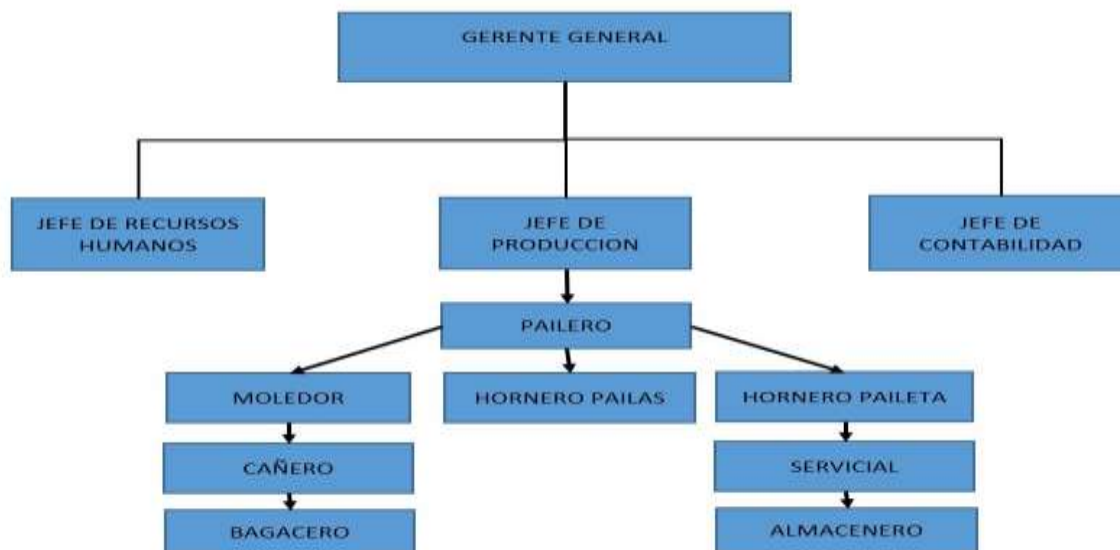 GERENTE GENERAL
JEFE DE RECURSOS
HUMANOS
JEFE DE
PRODUCCION
JEFE DE
CONTABILIDAD
PAILERO
MOLEDOR
HORNERO PAILAS
HORNERO PAILETA
CAÑERO
SERVICIAL
BAGACERO
ALMACENERO